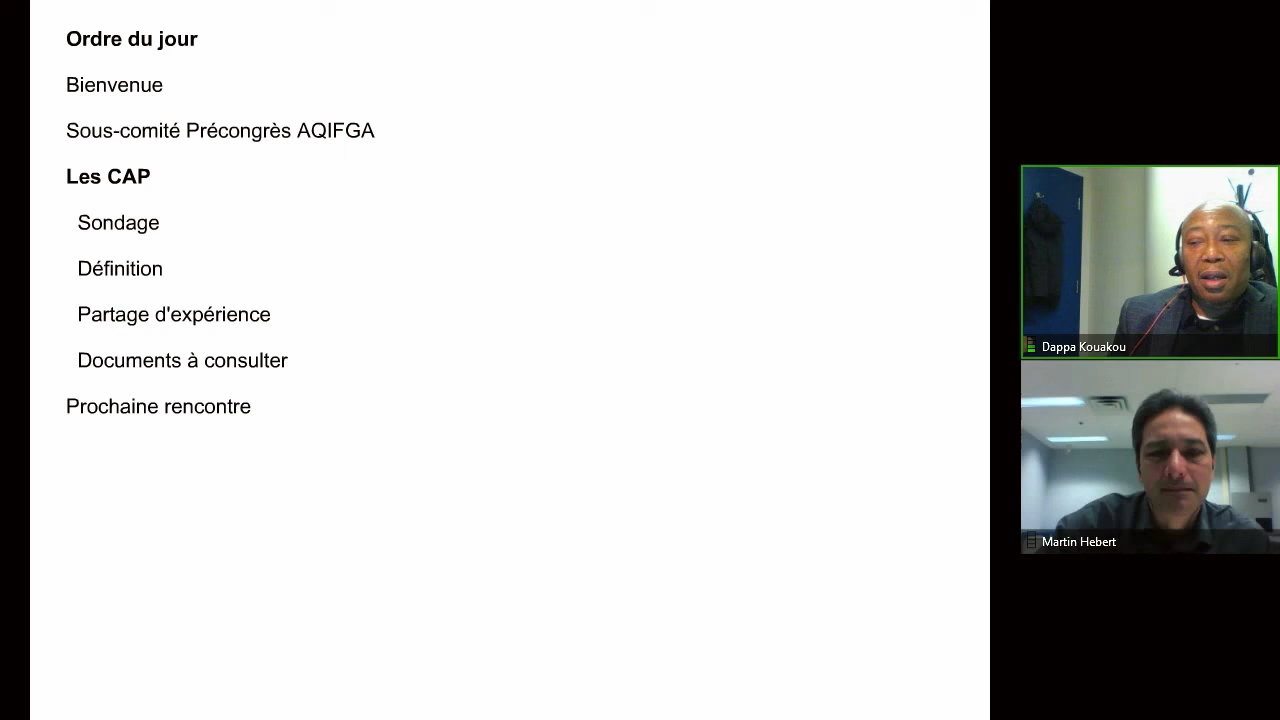 Ordre du jour
Bienvenue
Sous-comité Précongrès AQIFGA
Les CAP
Sondage
Définition
Partage d'expérience
Documents à consulter
Prochaine rencontre
Dappa Kouakou
Martin Hebert